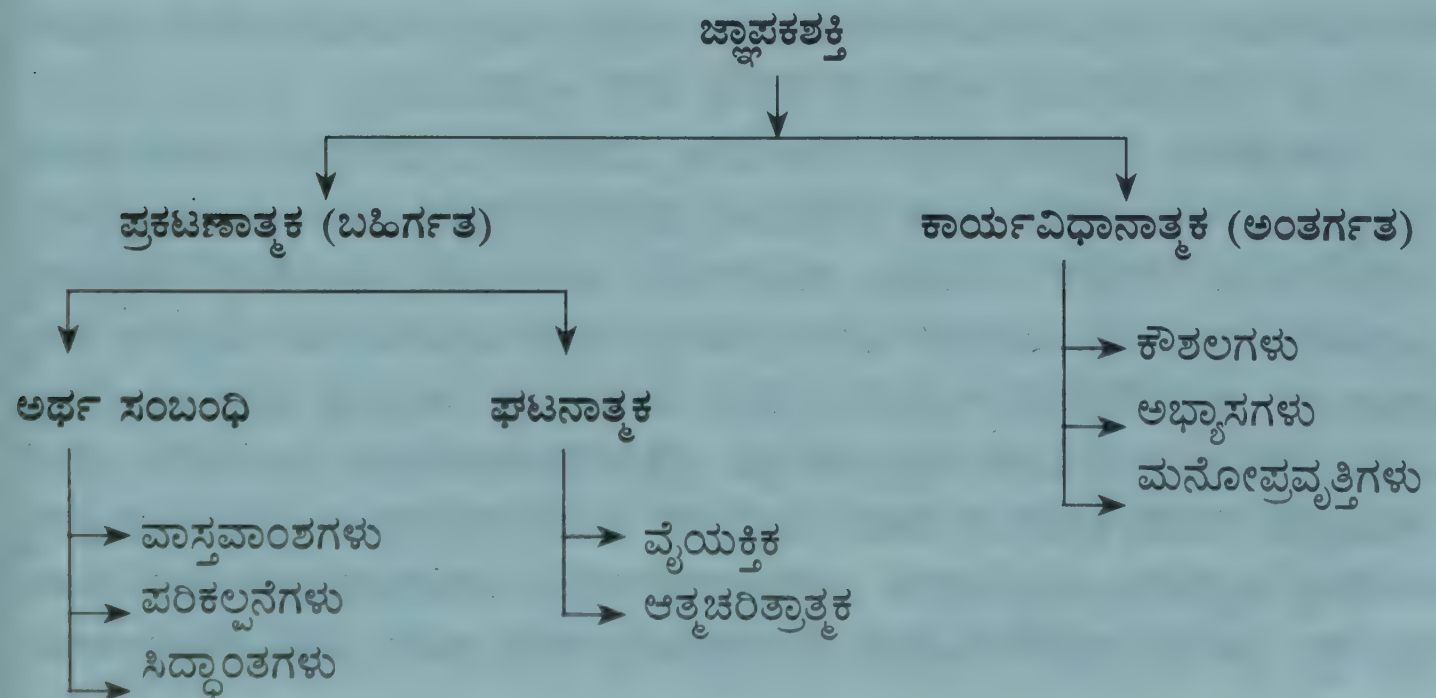 ಜ್ಞಾಪಕಶಕ್ತಿ
ಪ್ರಕಟಣಾತ್ಮಕ (ಬಹಿರ್ಗತ)
ಕಾರ್ಯವಿಧಾನಾತ್ಮಕ (ಅಂತರ್ಗತ)
ಅರ್ಥ ಸಂಬಂಧಿ
ವಾಸ್ತವಾಂಶಗಳು
ಪರಿಕಲ್ಪನೆಗಳು
ಸಿದ್ಧಾಂತಗಳು
ಘಟನಾತ್ಮಕ
ವೈಯಕ್ತಿಕ
ಆತ್ಮಚರಿತ್ರಾತ್ಮಕ
ಕೌಶಲಗಳು
ಅಭ್ಯಾಸಗಳು
ಮನೋಪ್ರವೃತ್ತಿಗಳು